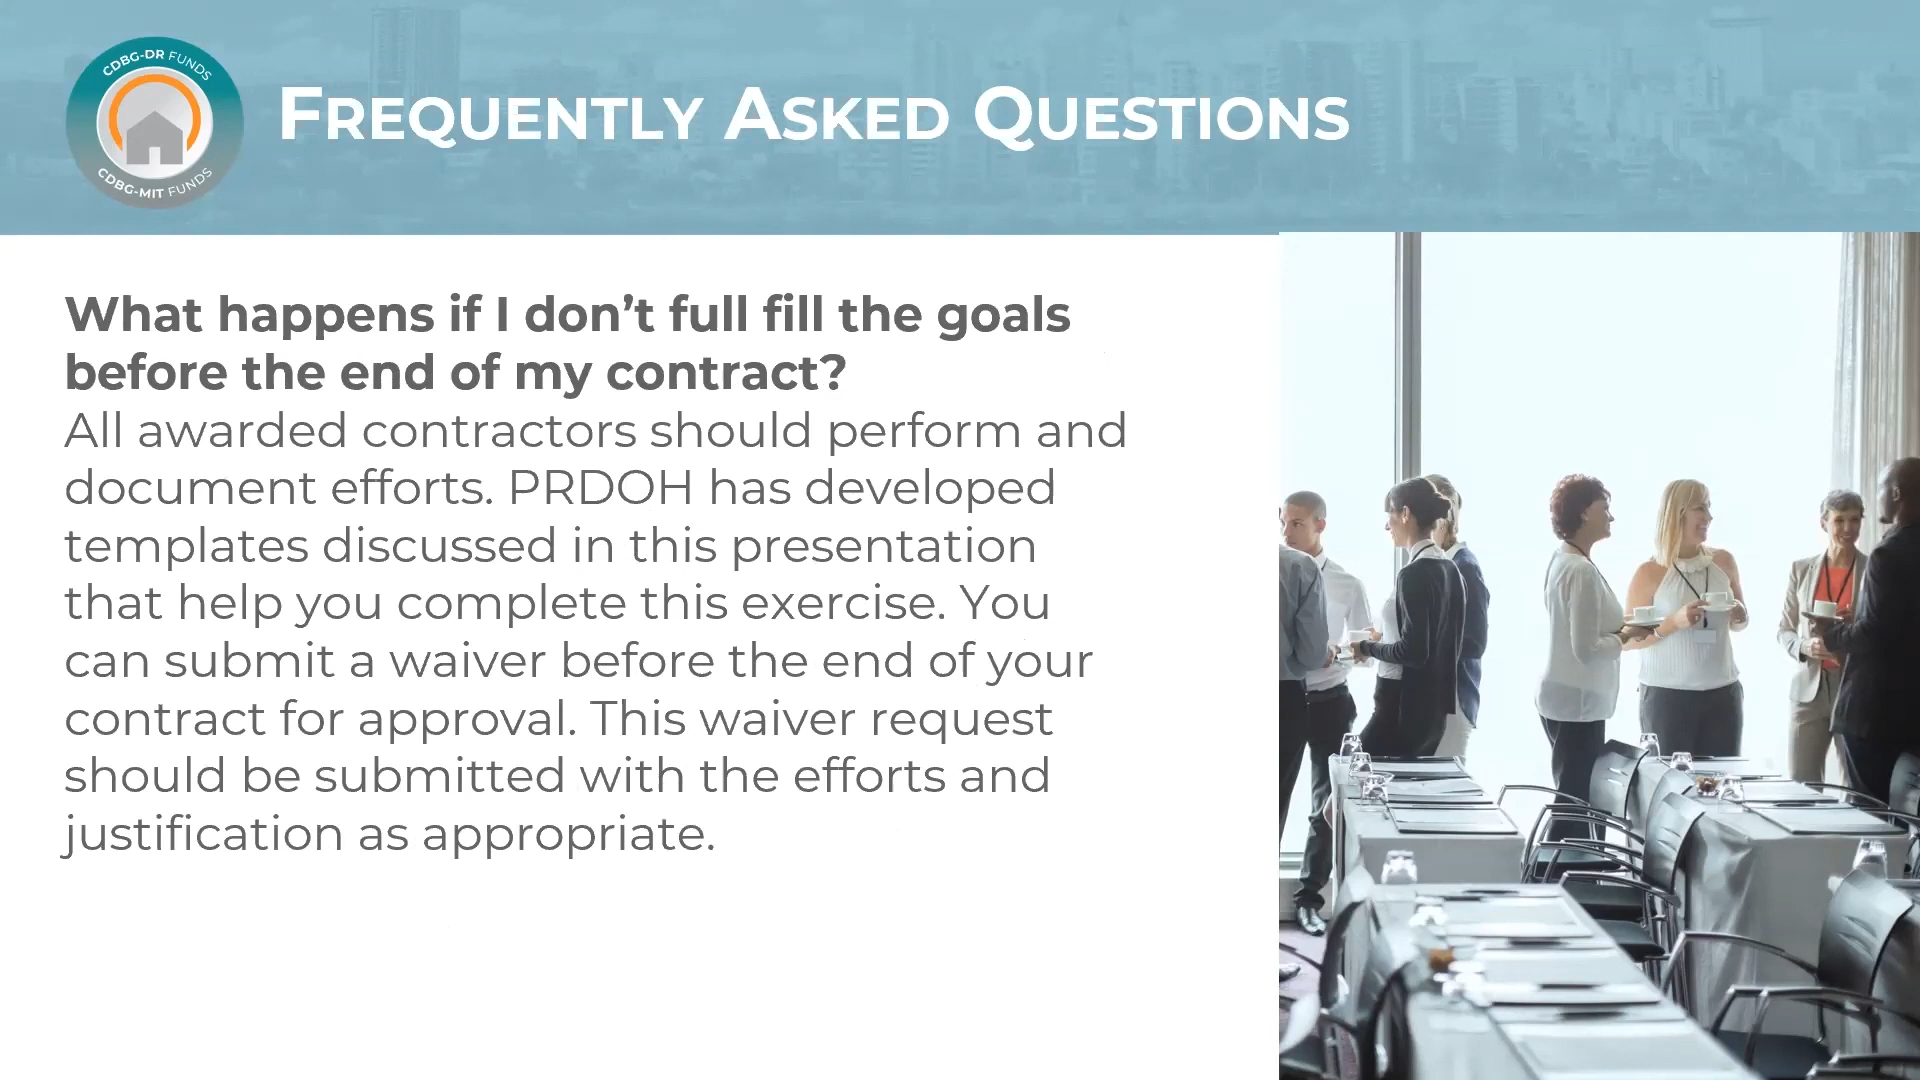 CDBG-DR FUNDS
CDBG-MIT FUNDS
FREQUENTLY ASKED QUESTIONS
What happens if I don’t full fill the goals
before the end of my contract?
All awarded contractors should perform and
document efforts. PRDOH has developed
templates discussed in this presentation
that help you complete this exercise. You
can submit a waiver before the end of your
contract for approval. This waiver request
should be submitted with the efforts and
justification as appropriate.